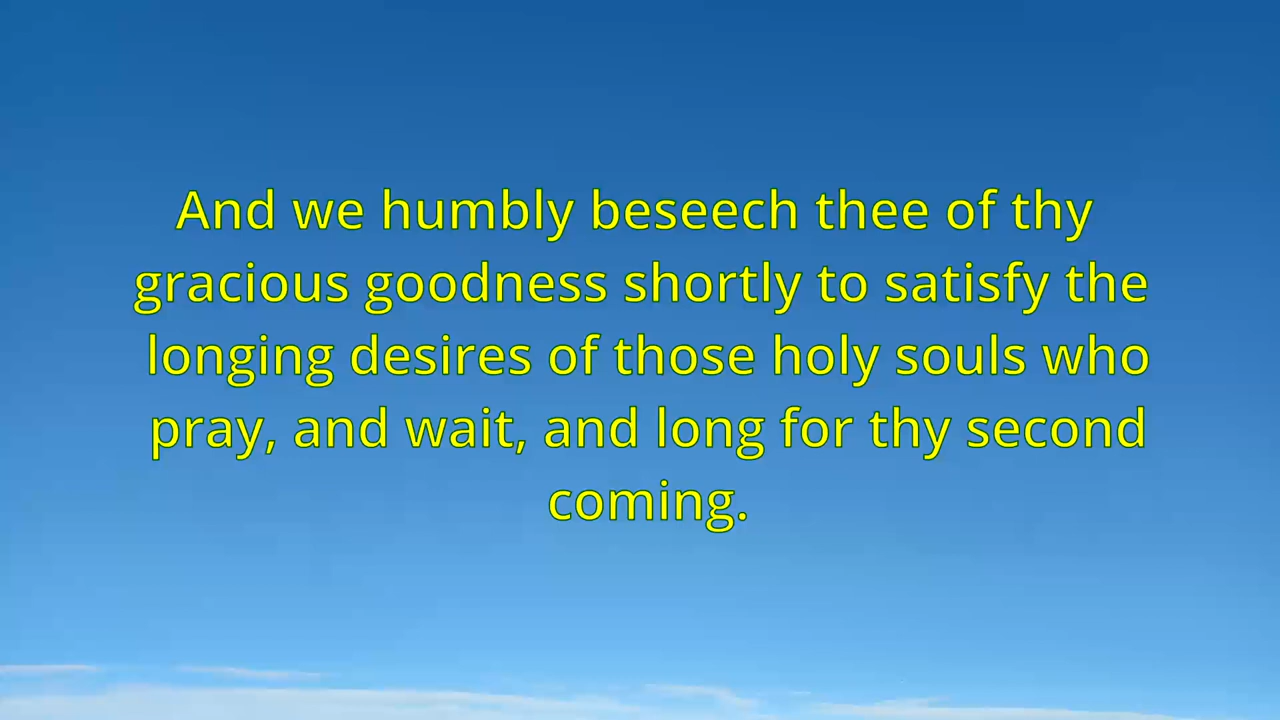 And we humbly beseech thee of thy
gracious goodness shortly to satisfy the
longing desires of those holy souls who
pray, and wait, and long for thy second
coming.